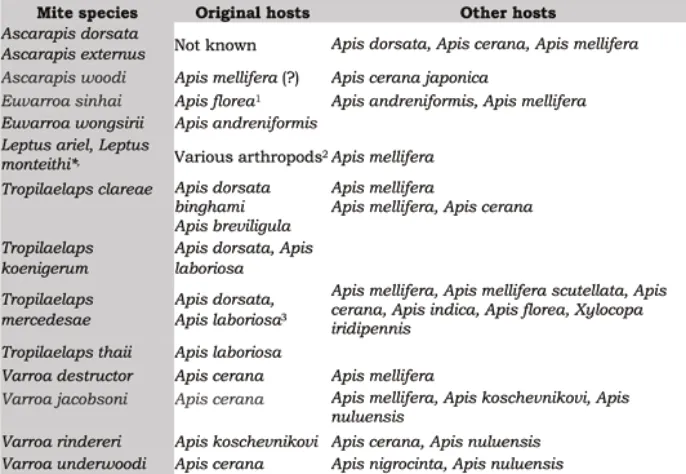 Mite species Original hosts Other hosts
Ascarapis dorsata
Ascarapis externus Not known Apis dorsata, Apis cerana, Apis mellifera
Ascarapis woodi Apis mellifera (?) Apis cerana japonica
Euvarroa sinhai Apis florea¹ Apis andreniformis, Apis mellifera
Euvarroa wongsirii Apis andreniformis
Leptus ariel, Leptus
monteithi*, Various arthropods² Apis mellifera
Tropilaelaps clareae Apis dorsata Apis mellifera
binghami Apis mellifera, Apis cerana
Apis breviligula
Tropilaelaps Apis dorsata, Apis
koenigerum laboriosa
Tropilaelaps Apis dorsata, Apis mellifera, Apis mellifera scutellata, Apis
mercedesae Apis laboriosa³ cerana, Apis indica, Apis florea, Xylocopa
iridipennis
Tropilaelaps thaii Apis laboriosa
Varroa destructor Apis cerana Apis mellifera
Varroa jacobsoni Apis cerana Apis mellifera, Apis koschevnikovi, Apis
nuluensis
Varroa rindereri Apis koschevnikovi Apis cerana, Apis nuluensis
Varroa underwoodi Apis cerana Apis nigrocinta, Apis nuluensis